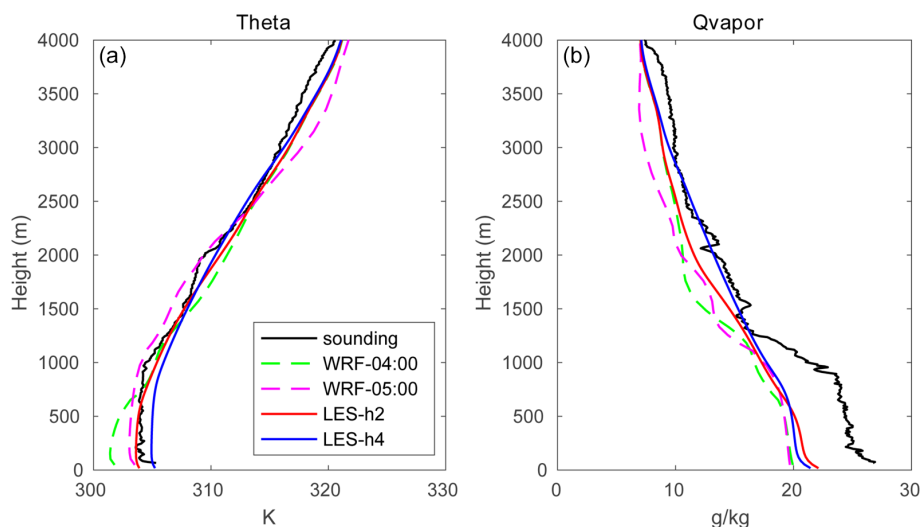 Theta
(a)
4000
3500
3000
2500
2000
1500
1000
500
0
Height (m)
300
310
320
330
K
sounding
WRF-04:00
WRF-05:00
LES-h2
LES-h4
Qvapor
(b)
4000
3500
3000
2500
2000
1500
1000
500
0
Height (m)
0
10
20
30
g/kg